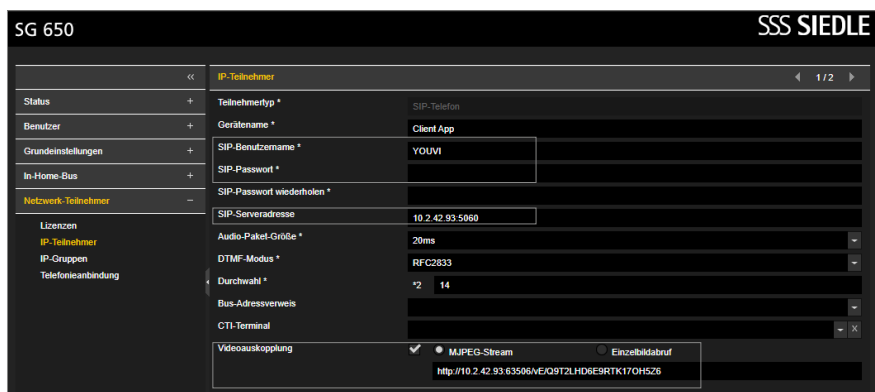 SG 650
SSS SIEDLE
«
IP-Teilnehmer
1 / 2
Status +
Benutzer +
Grundeinstellungen +
In-Home-Bus +
Netzwerk-Teilnehmer −
Lizenzen
IP-Teilnehmer
IP-Gruppen
Telefonieanbindung
Teilnehmertyp * SIP-Telefon
Gerätename * Client App
SIP-Benutzername * YOUVI
SIP-Passwort *
SIP-Passwort wiederholen *
SIP-Serveradresse 10.2.42.93:5060
Audio-Paket-Größe * 20ms
DTMF-Modus * RFC2833
Durchwahl * *2 14
Bus-Adressverweis
CTI-Terminal X
Videoauskopplung MJPEG-Stream Einzelbildabruf
http://10.2.42.93:63506/vE/Q9T2LHD6E9RTK17OH5Z6